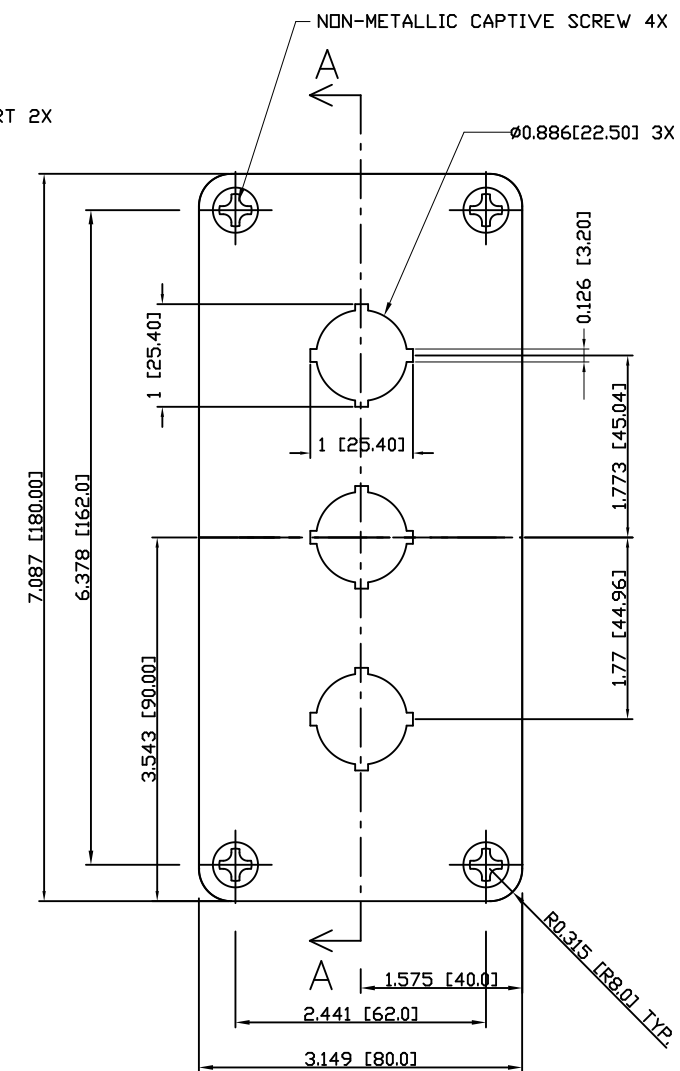 NON-METALLIC CAPTIVE SCREW 4X
A
RT 2X
Ø0.886[22.50] 3X
0.126 [3.20]
1 [25.40]
1 [25.40]
1.773 [45.04]
7.087 [180.00]
6.378 [162.0]
1.77 [44.96]
3.543 [90.00]
R0.315 [R8.0] TYP.
A
1.575 [40.0]
2.441 [62.0]
3.149 [80.0]